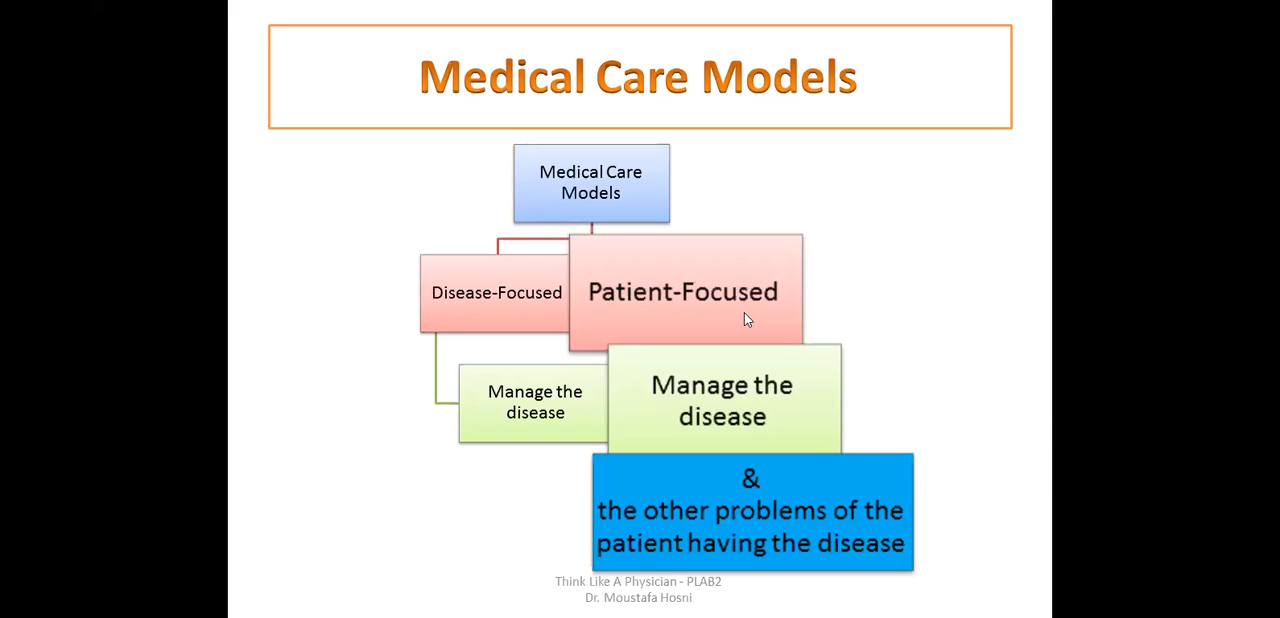 Medical Care Models
Medical Care
Models
Disease-Focused
Patient-Focused
Manage the
disease
Manage the
disease
&
the other problems of the
patient having the disease
Think Like A Physician - PLAB2
Dr. Moustafa Hosni